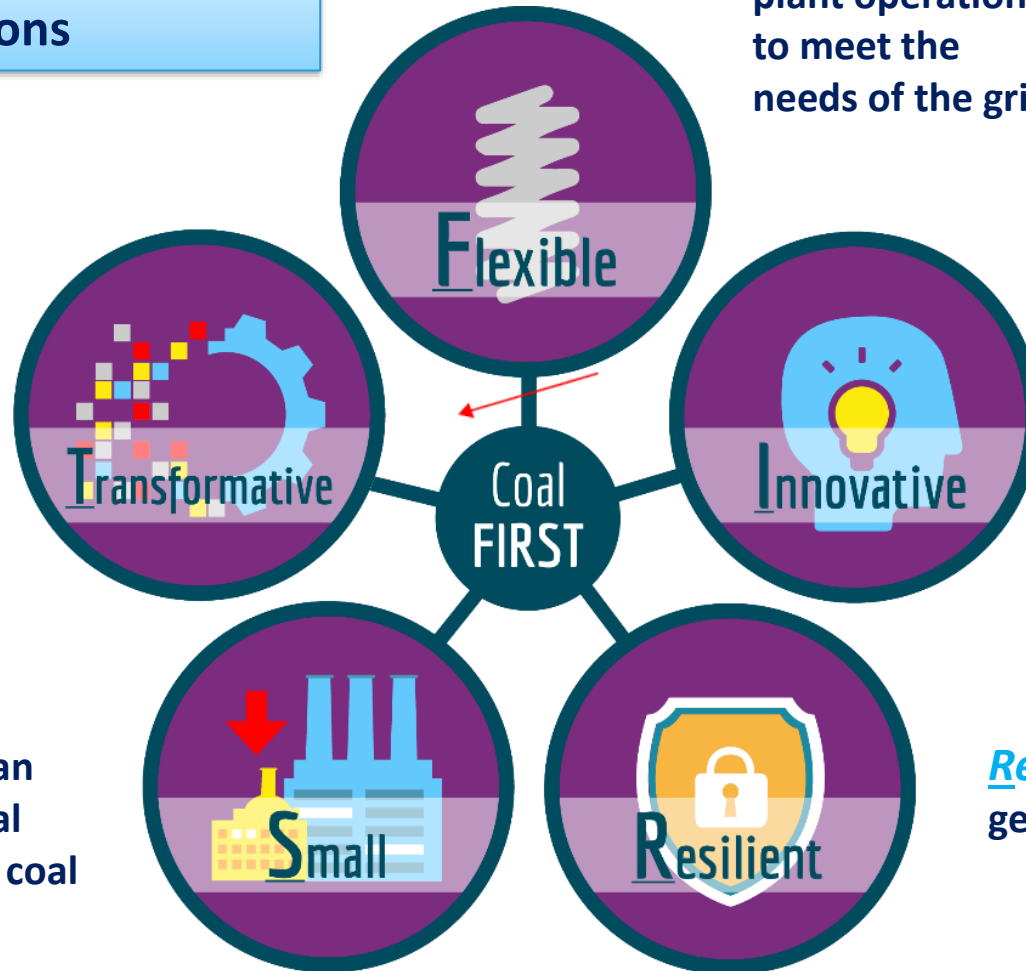 ons
plant operation
to meet the
needs of the gri
Flexible
Transformative
Innovative
Coal
FIRST
an
al
coal
Small
Resilient
Re
ge